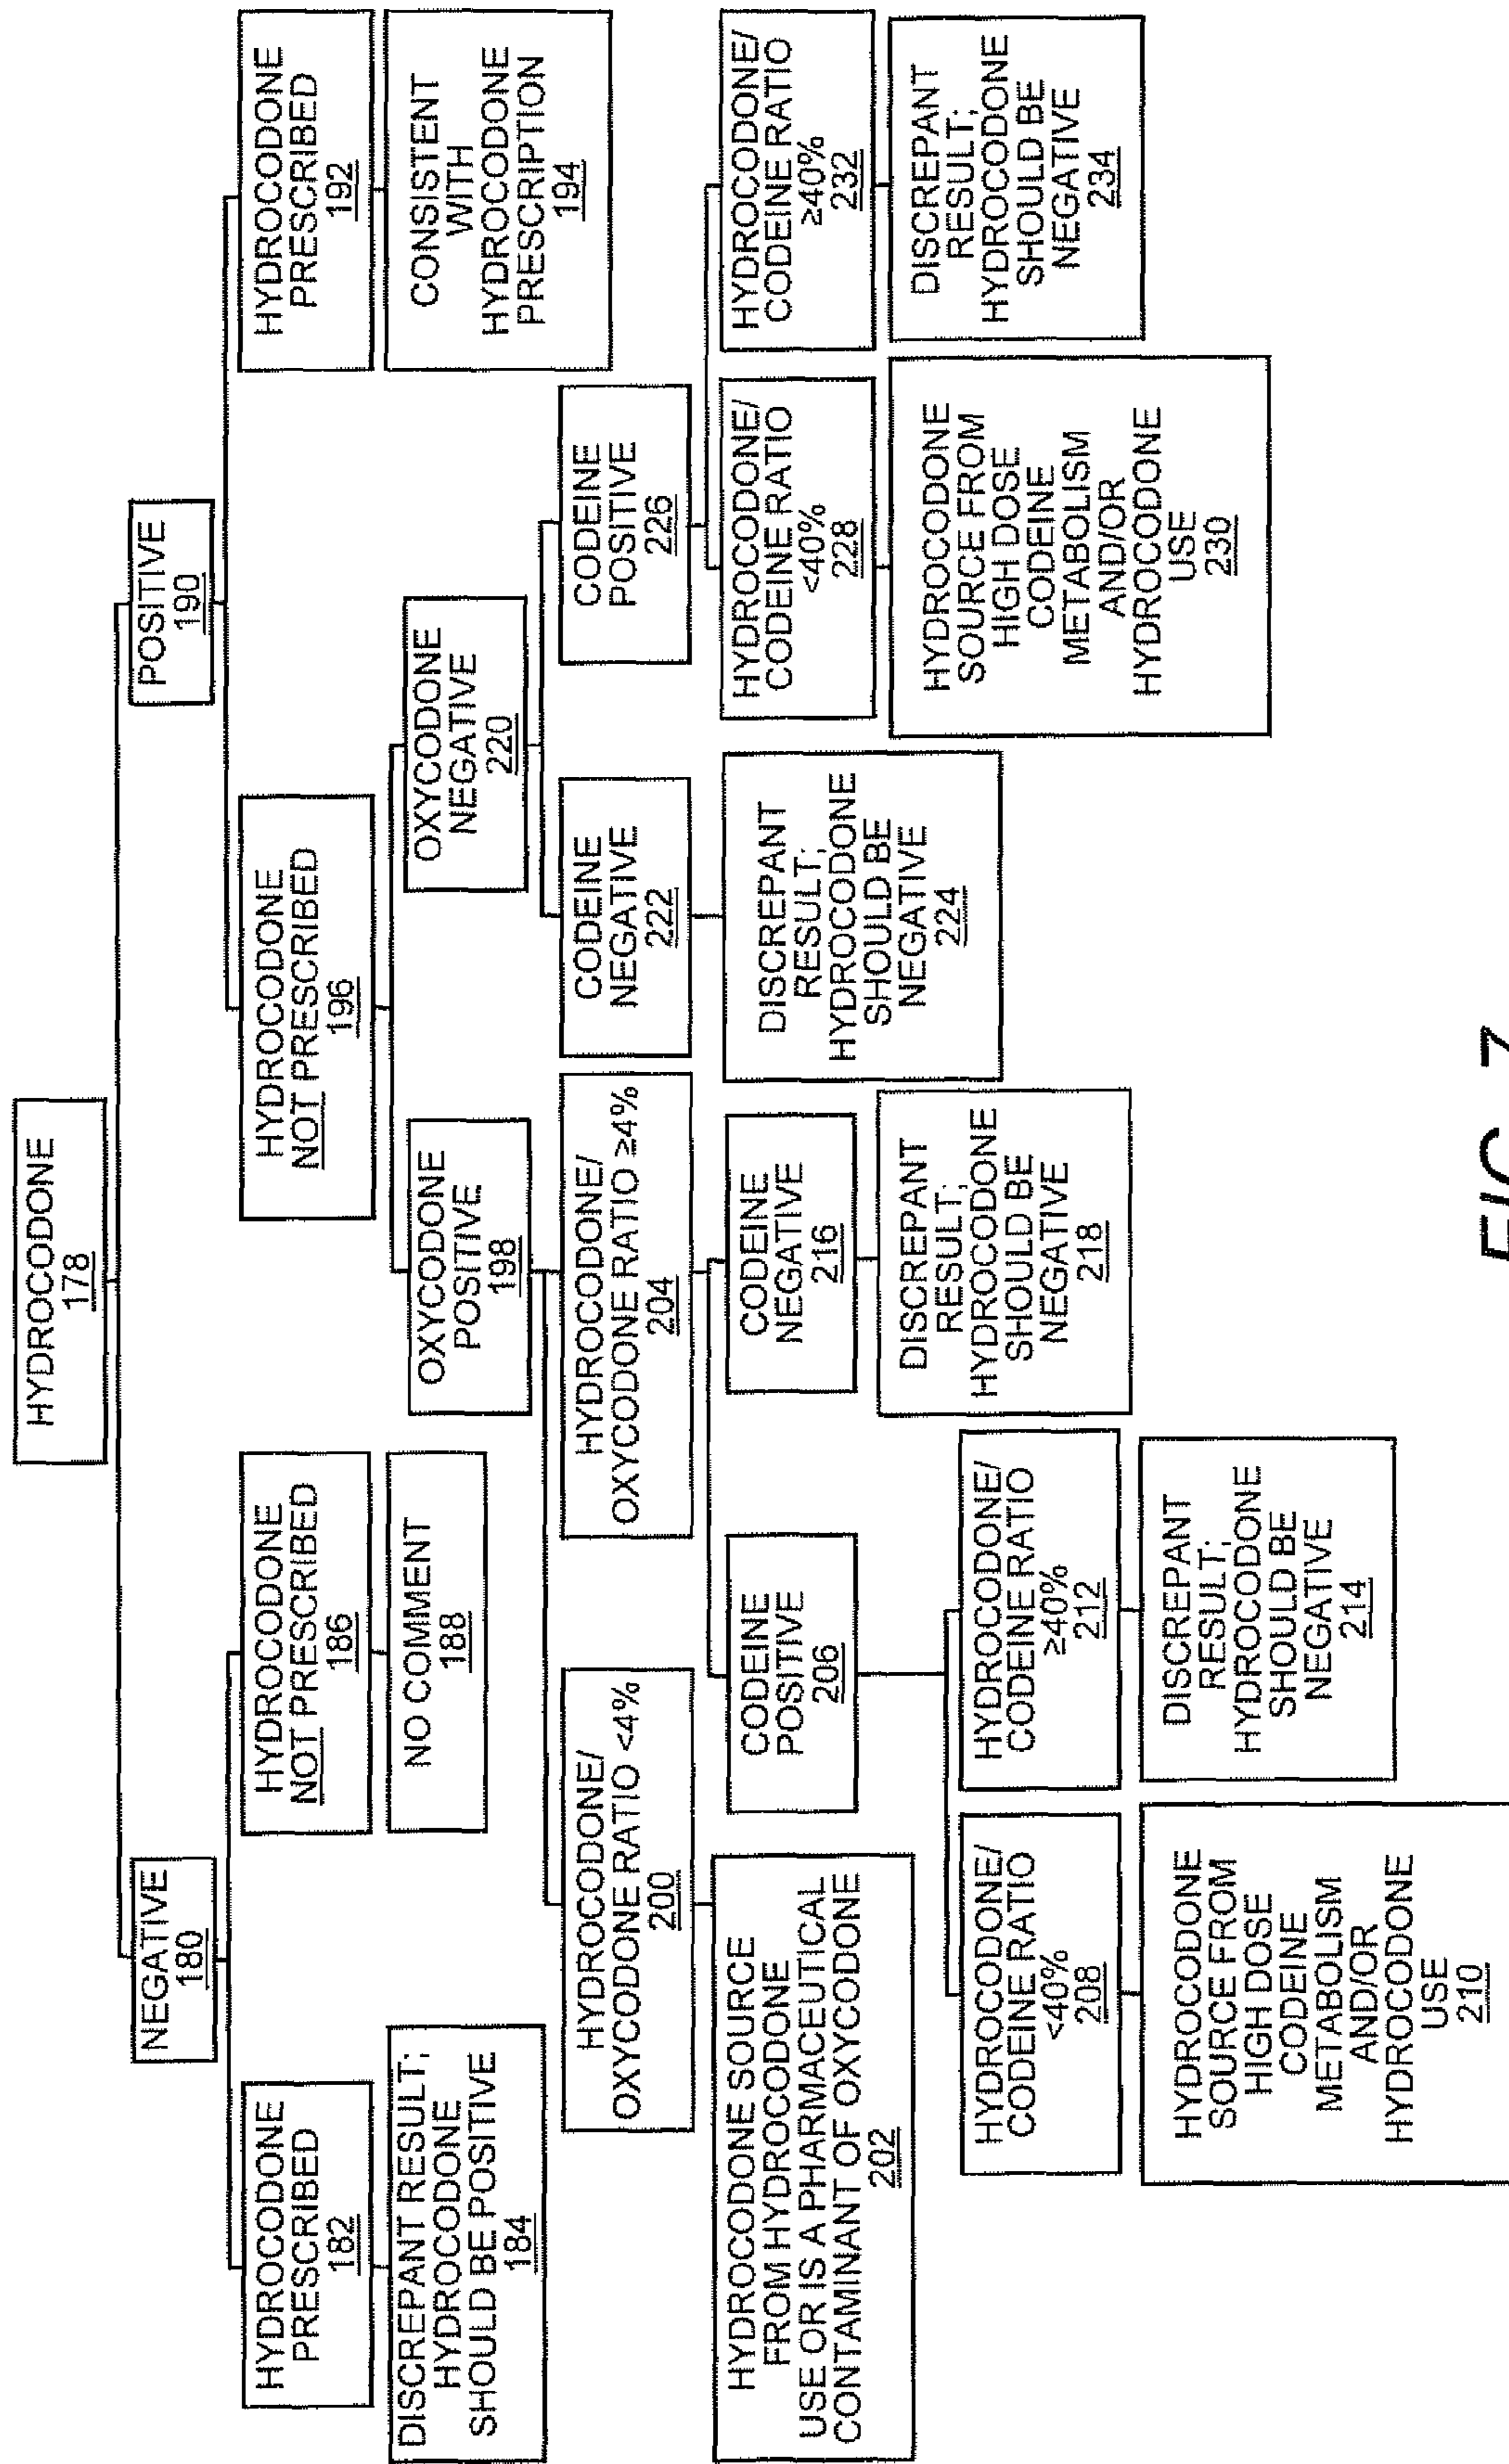 HYDROCODONE
178
NEGATIVE
180
POSITIVE
190
HYDROCODONE
PRESCRIBED
182
HYDROCODONE
NOT PRESCRIBED
186
HYDROCODONE
NOT PRESCRIBED
196
HYDROCODONE
PRESCRIBED
192
DISCREPANT RESULT;
HYDROCODONE
SHOULD BE POSITIVE
184
NO COMMENT
188
OXYCODONE
POSITIVE
198
OXYCODONE
NEGATIVE
220
CONSISTENT
WITH
HYDROCODONE
PRESCRIPTION
194
HYDROCODONE/
OXYCODONE RATIO <4%
200
HYDROCODONE/
OXYCODONE RATIO ≥4%
204
CODEINE
NEGATIVE
222
CODEINE
POSITIVE
226
HYDROCODONE SOURCE
FROM HYDROCODONE
USE OR IS A PHARMACEUTICAL
CONTAMINANT OF OXYCODONE
202
CODEINE
POSITIVE
206
CODEINE
NEGATIVE
216
DISCREPANT
RESULT;
HYDROCODONE
SHOULD BE
NEGATIVE
224
HYDROCODONE/
CODEINE RATIO
<40%
228
HYDROCODONE/
CODEINE RATIO
≥40%
232
DISCREPANT
RESULT;
HYDROCODONE
SHOULD BE
NEGATIVE
218
HYDROCODONE
SOURCE FROM
HIGH DOSE
CODEINE
METABOLISM
AND/OR
HYDROCODONE
USE
230
DISCREPANT
RESULT;
HYDROCODONE
SHOULD BE
NEGATIVE
234
HYDROCODONE/
CODEINE RATIO
<40%
208
HYDROCODONE/
CODEINE RATIO
≥40%
212
HYDROCODONE
SOURCE FROM
HIGH DOSE
CODEINE
METABOLISM
AND/OR
HYDROCODONE
USE
210
DISCREPANT
RESULT;
HYDROCODONE
SHOULD BE
NEGATIVE
214
FIG. 7